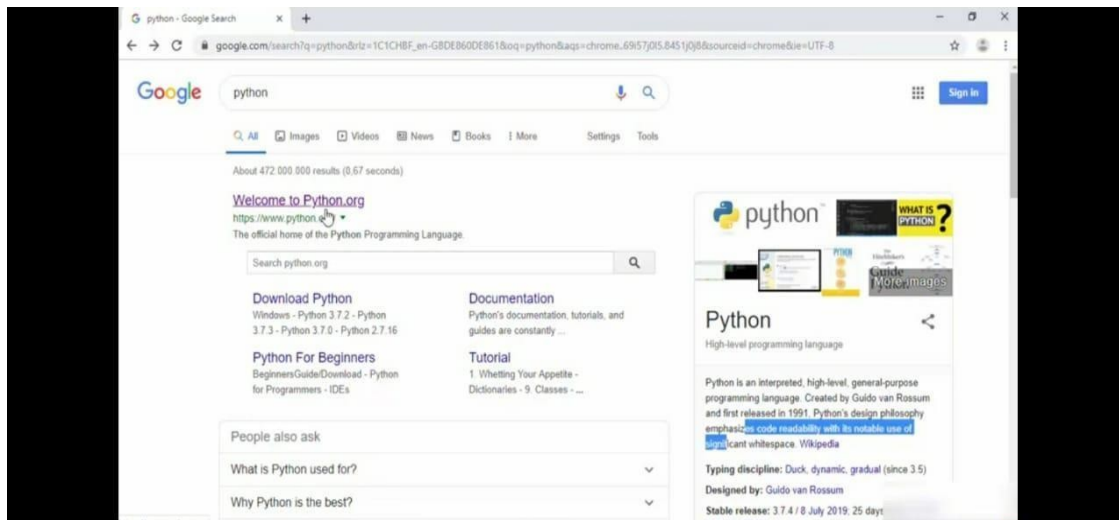 python - Google Search
google.com/search?q=python&rlz=1C1CHBF_en-GBDE860DE861&oq=python&aqs=chrome..69i57j0l5.8451j0j8&sourceid=chrome&ie=UTF-8
Google
python
Sign in
All Images Videos News Books More Settings Tools
About 472.000.000 results (0,67 seconds)
Welcome to Python.org
https://www.python.
The official home of the Python Programming Language.
Search python.org
Download Python
Windows - Python 3.7.2 - Python
3.7.3 - Python 3.7.0 - Python 2.7.16
Documentation
Python's documentation, tutorials, and
guides are constantly ...
Python For Beginners
BeginnersGuide/Download - Python
for Programmers - IDEs
Tutorial
1. Whetting Your Appetite -
Dictionaries - 9. Classes - ...
People also ask
What is Python used for?
Why Python is the best?
python
WHAT IS
PYTHON
?
PYTHON
Guide
More images
Python
High-level programming language
Python is an interpreted, high-level, general-purpose
programming language. Created by Guido van Rossum
and first released in 1991, Python's design philosophy
emphasizes code readability with its notable use of
significant whitespace. Wikipedia
Typing discipline: Duck, dynamic, gradual (since 3.5)
Designed by: Guido van Rossum
Stable release: 3.7.4 / 8 July 2019; 25 days